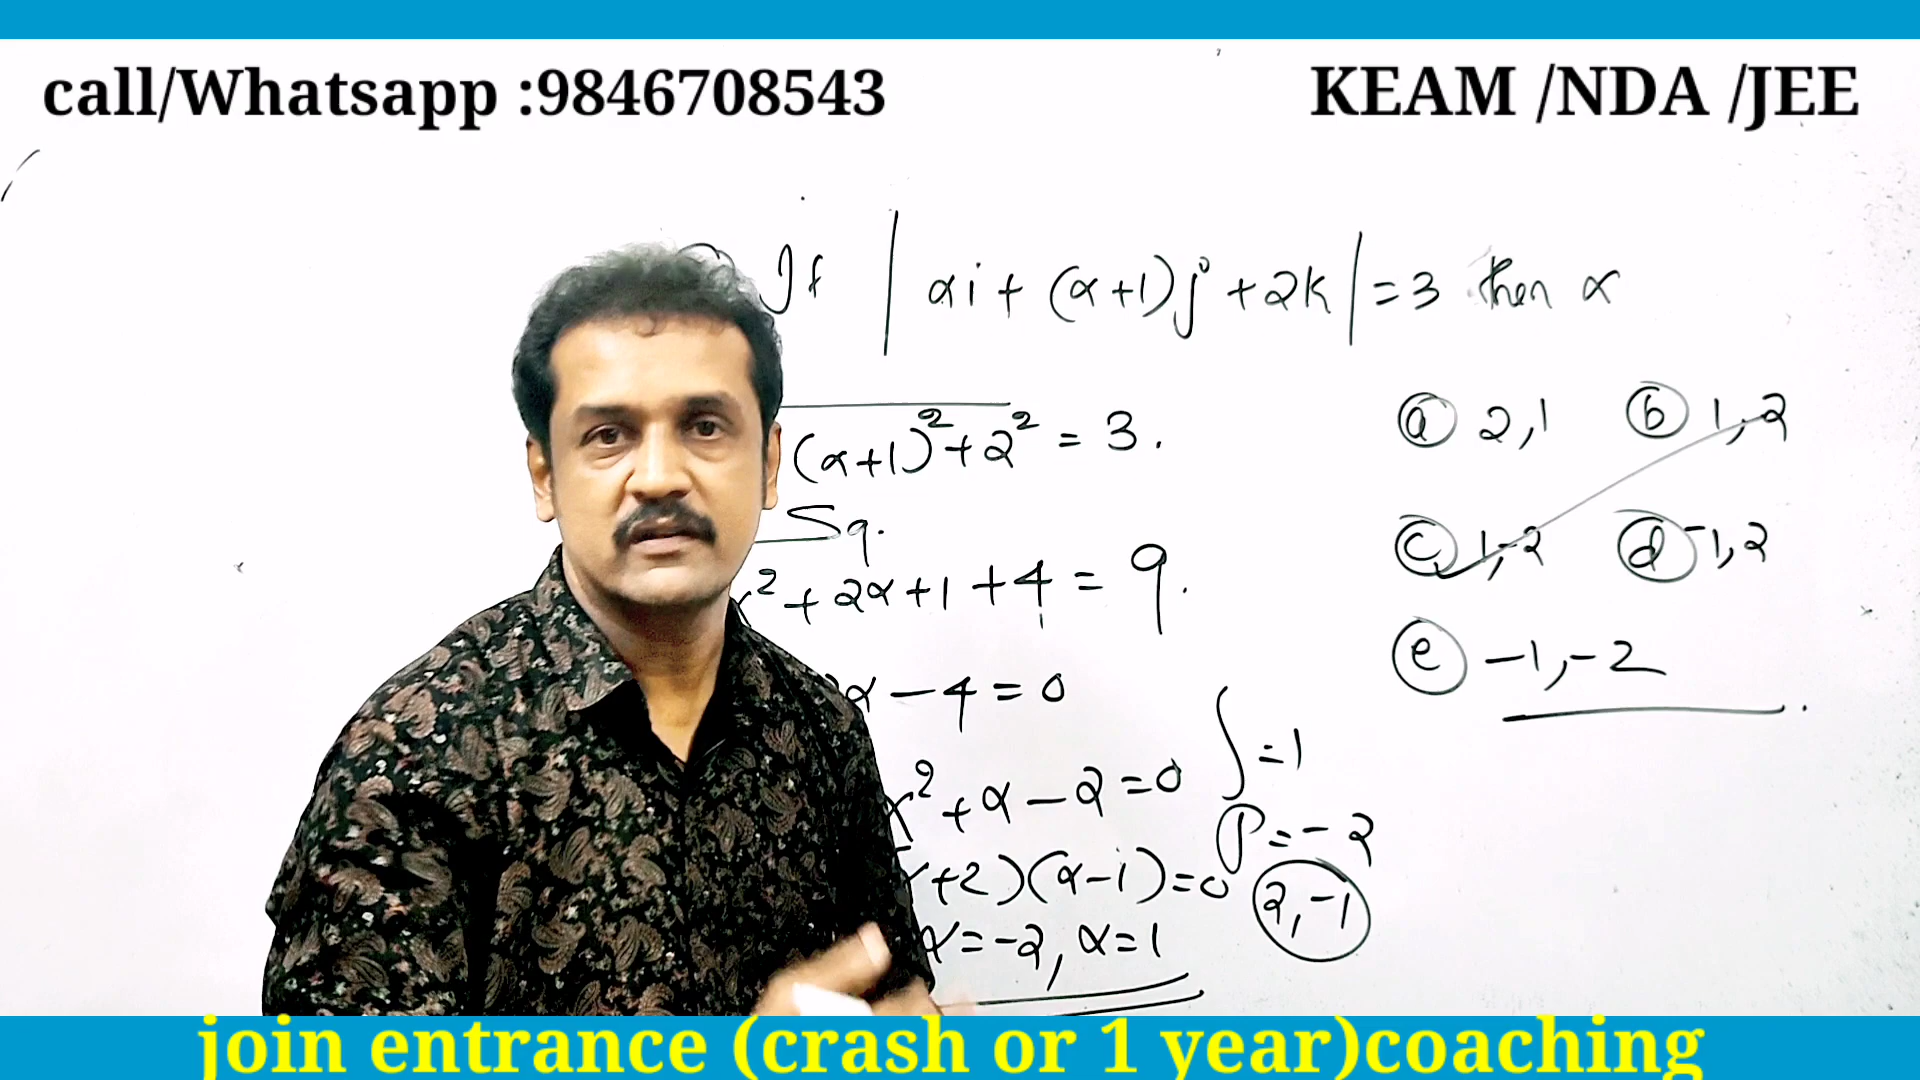 call/Whatsapp :9846708543
KEAM /NDA /JEE
If | αi + (α+1)j + 2k | = 3 then α
(α+1)² + 2² = 3.
Sq.
² + 2α + 1 + 4 = 9.
α − 4 = 0
² + α − 2 = 0
+2)(α−1) = 0
α = −2, α = 1
ⓐ 2,1 ⓑ 1,2
ⓒ 1,−2 ⓓ −1,2
ⓔ −1,−2
S = 1
P = −2
2,−1
join entrance (crash or 1 year)coaching